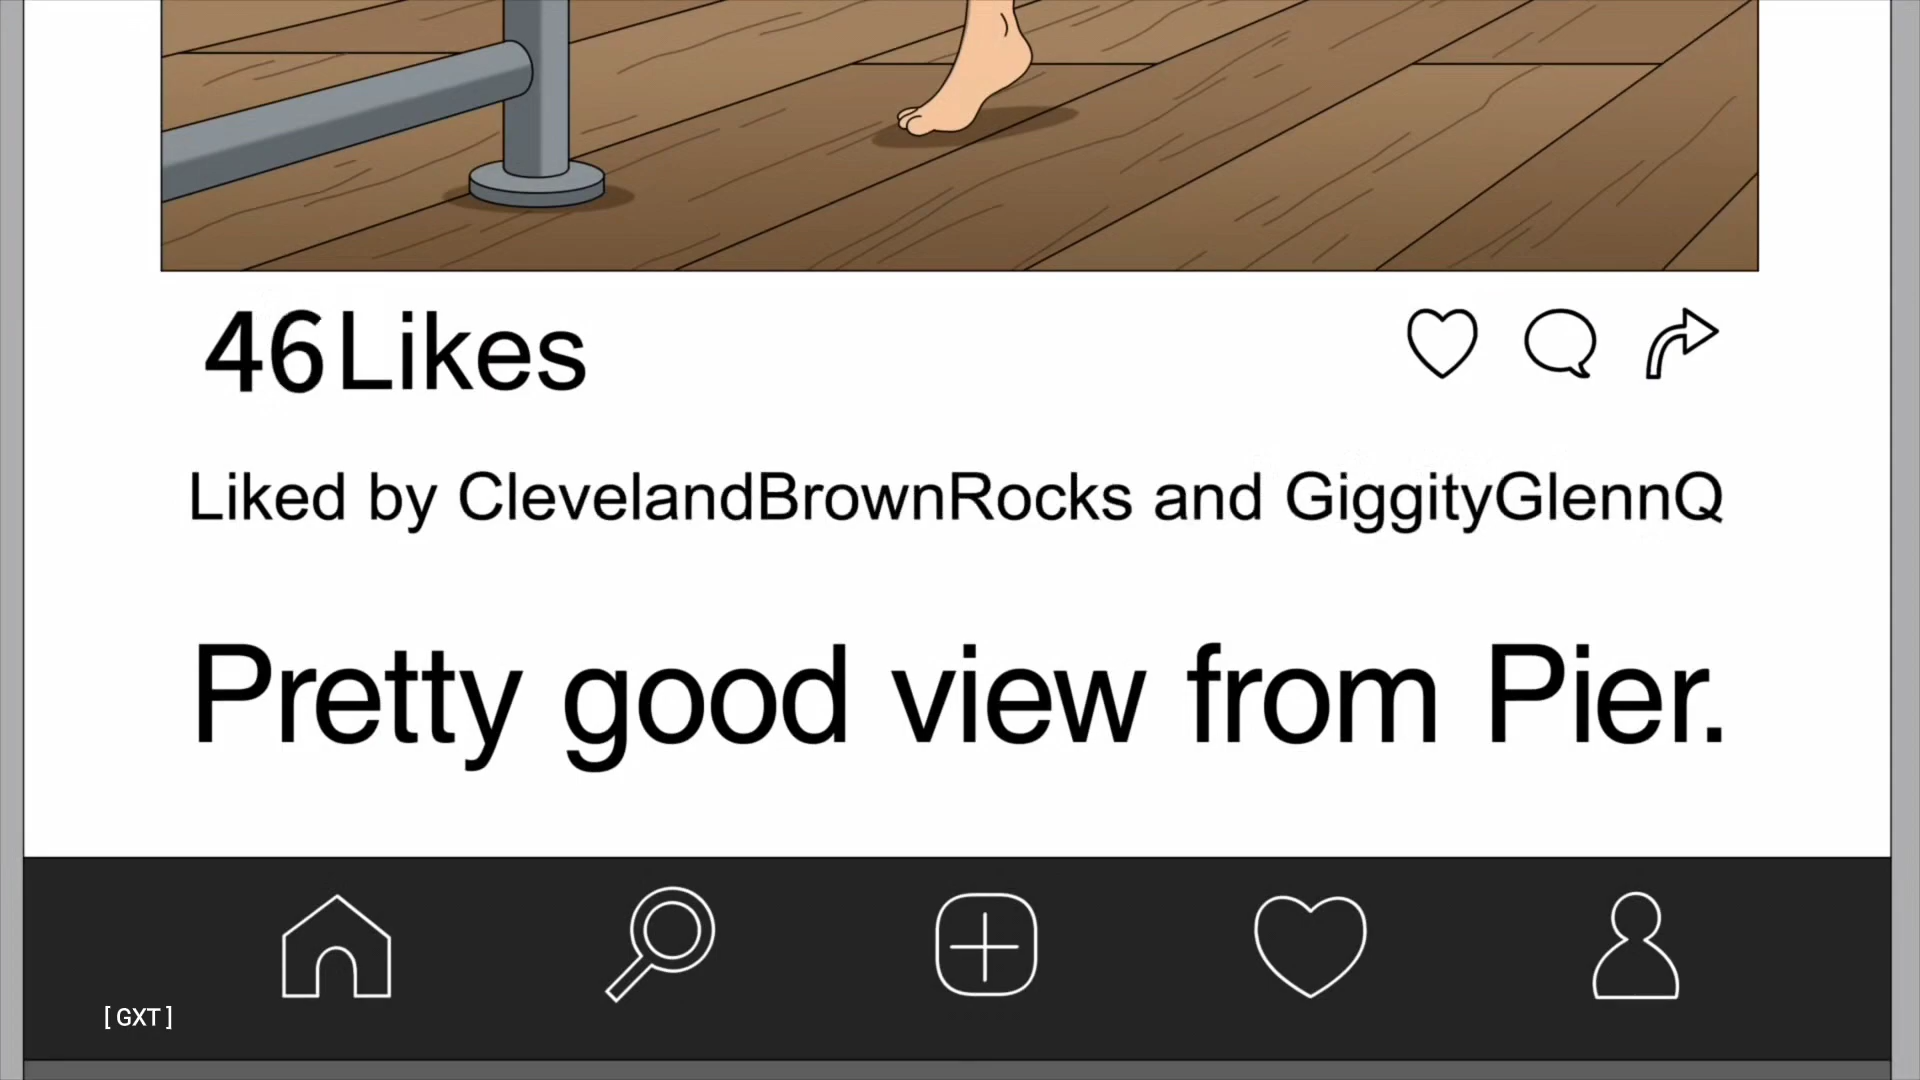 46 Likes
Liked by ClevelandBrownRocks and GiggityGlennQ
Pretty good view from Pier.
[ GXT ]